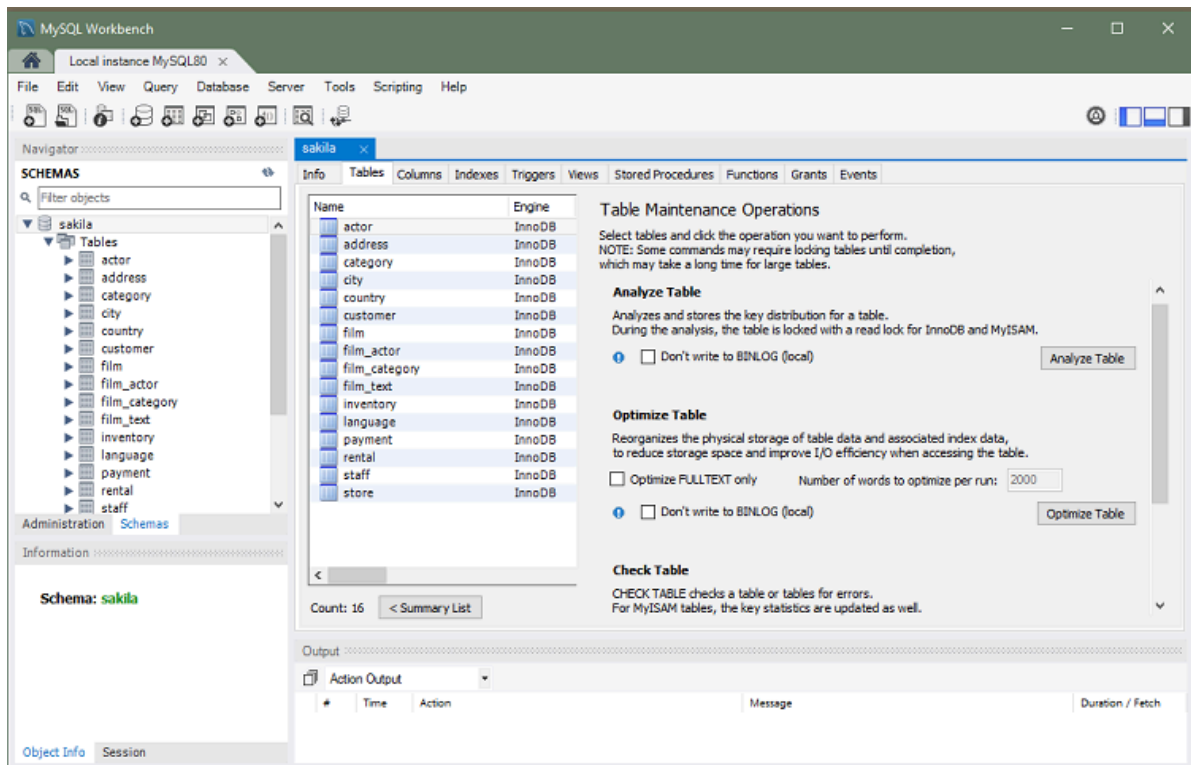 MySQL Workbench
Local instance MySQL80
File Edit View Query Database Server Tools Scripting Help
Navigator
SCHEMAS
Filter objects
sakila
Tables
actor
address
category
city
country
customer
film
film_actor
film_category
film_text
inventory
language
payment
rental
staff
Administration Schemas
Information
Schema: sakila
Object Info Session
sakila
Info Tables Columns Indexes Triggers Views Stored Procedures Functions Grants Events
Name Engine
actor InnoDB
address InnoDB
category InnoDB
city InnoDB
country InnoDB
customer InnoDB
film InnoDB
film_actor InnoDB
film_category InnoDB
film_text InnoDB
inventory InnoDB
language InnoDB
payment InnoDB
rental InnoDB
staff InnoDB
store InnoDB
Count: 16 < Summary List
Table Maintenance Operations
Select tables and click the operation you want to perform.
NOTE: Some commands may require locking tables until completion,
which may take a long time for large tables.
Analyze Table
Analyzes and stores the key distribution for a table.
During the analysis, the table is locked with a read lock for InnoDB and MyISAM.
Don't write to BINLOG (local) Analyze Table
Optimize Table
Reorganizes the physical storage of table data and associated index data,
to reduce storage space and improve I/O efficiency when accessing the table.
Optimize FULLTEXT only Number of words to optimize per run: 2000
Don't write to BINLOG (local) Optimize Table
Check Table
CHECK TABLE checks a table or tables for errors.
For MyISAM tables, the key statistics are updated as well.
Output
Action Output
# Time Action Message Duration / Fetch